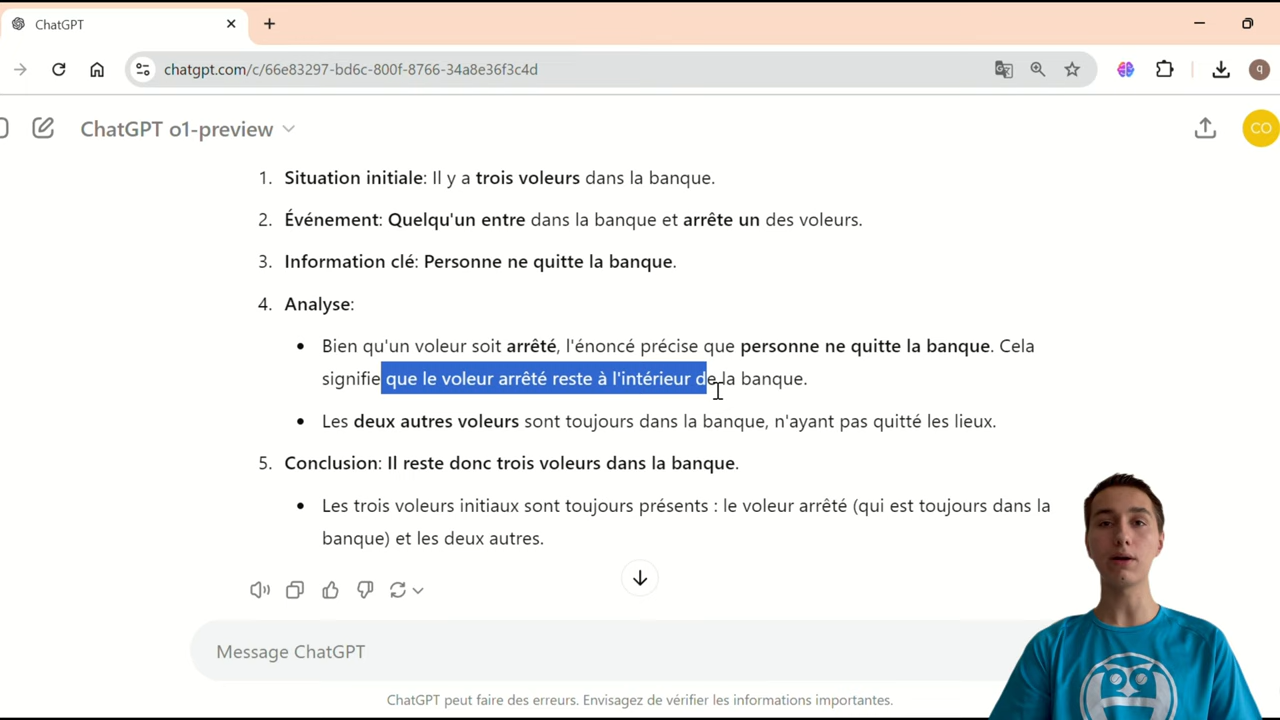 ChatGPT
chatgpt.com/c/66e83297-bd6c-800f-8766-34a8e36f3c4d
q
ChatGPT o1-preview
CO
1. Situation initiale: Il y a trois voleurs dans la banque.
2. Événement: Quelqu'un entre dans la banque et arrête un des voleurs.
3. Information clé: Personne ne quitte la banque.
4. Analyse:
• Bien qu'un voleur soit arrêté, l'énoncé précise que personne ne quitte la banque. Cela
signifie que le voleur arrêté reste à l'intérieur de la banque.
• Les deux autres voleurs sont toujours dans la banque, n'ayant pas quitté les lieux.
5. Conclusion: Il reste donc trois voleurs dans la banque.
• Les trois voleurs initiaux sont toujours présents : le voleur arrêté (qui est toujours dans la
banque) et les deux autres.
Message ChatGPT
ChatGPT peut faire des erreurs. Envisagez de vérifier les informations importantes.